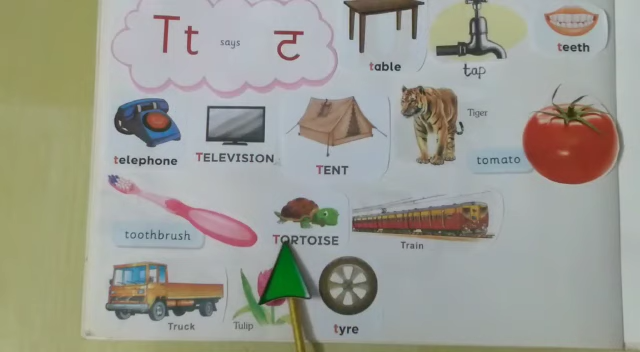 Tt says ट
table
tap
teeth
telephone
TELEVISION
TENT
Tiger
tomato
toothbrush
TORTOISE
Train
Truck
Tulip
tyre